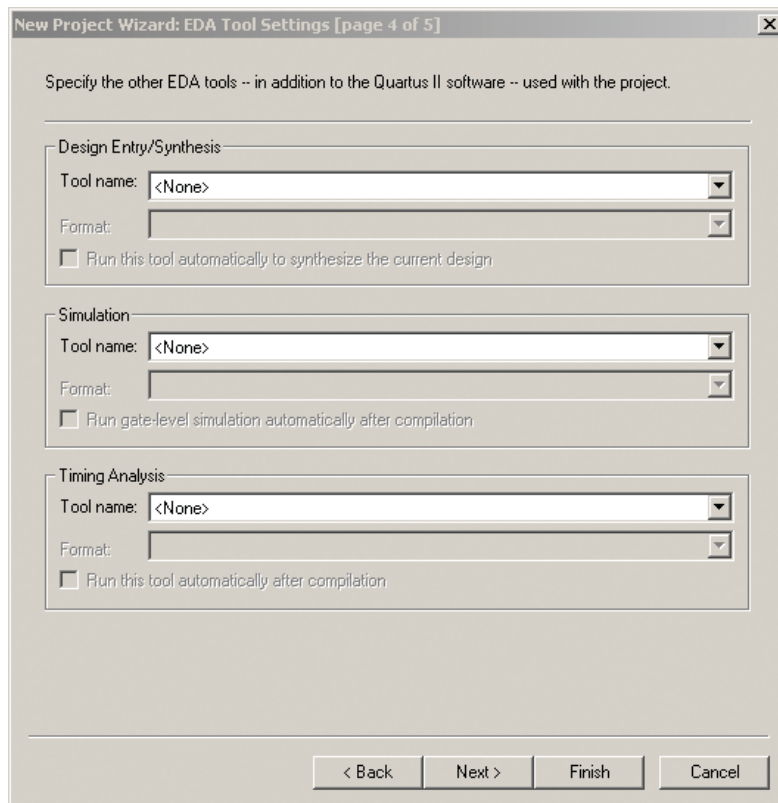 New Project Wizard: EDA Tool Settings [page 4 of 5]
Specify the other EDA tools -- in addition to the Quartus II software -- used with the project.
Design Entry/Synthesis
Tool name: <None>
Format:
Run this tool automatically to synthesize the current design
Simulation
Tool name: <None>
Format:
Run gate-level simulation automatically after compilation
Timing Analysis
Tool name: <None>
Format:
Run this tool automatically after compilation
< Back Next > Finish Cancel